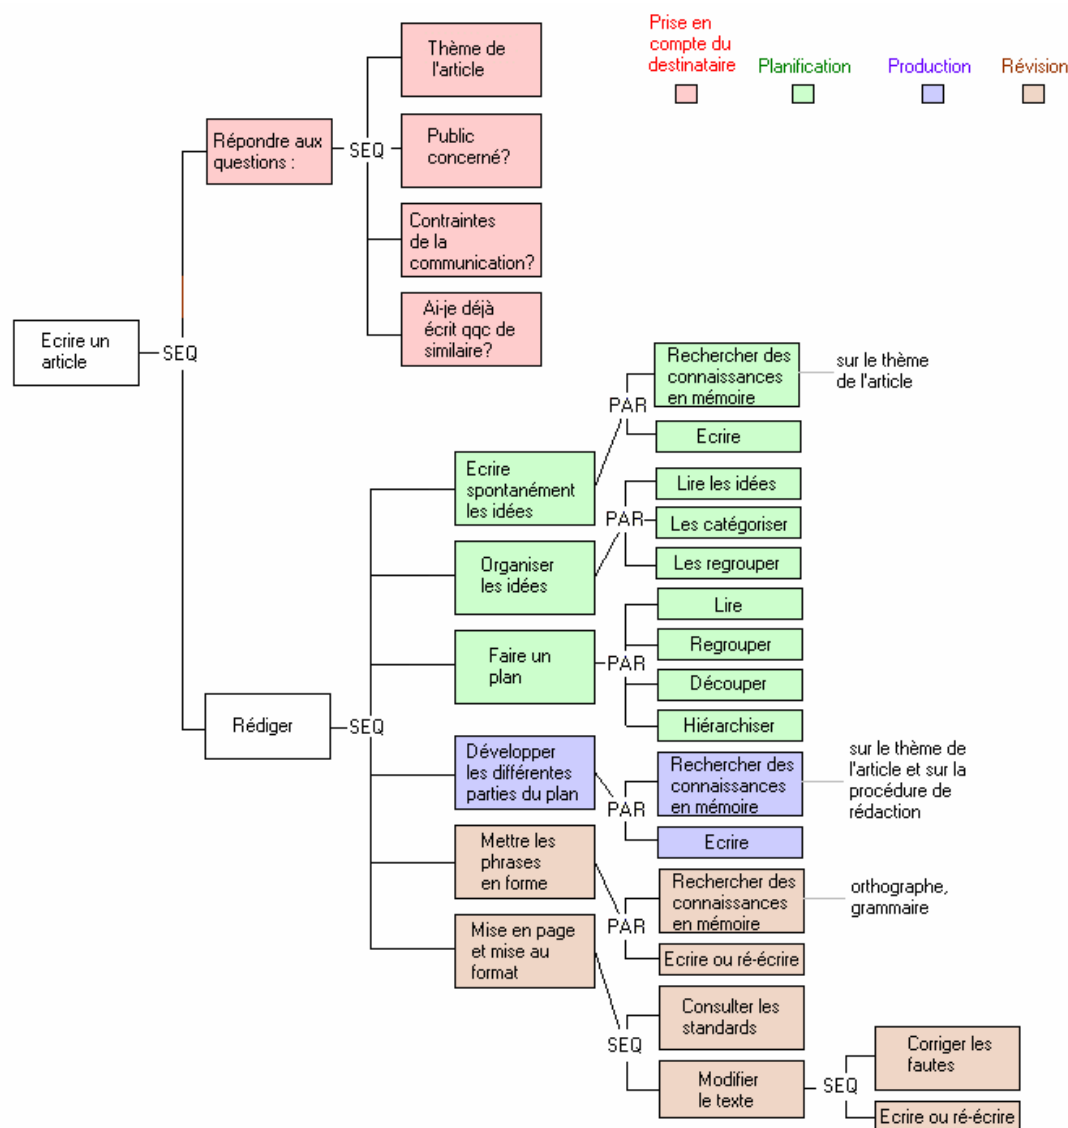 Prise en
compte du
destinataire
Planification
Production
Révision
Thème de
l'article
Répondre aux
questions :
SEQ
Public
concerné?
Contraintes
de la
communication?
Ai-je déjà
écrit qqc de
similaire?
Ecrire un
article
SEQ
Rédiger
SEQ
Ecrire
spontanément
les idées
PAR
Rechercher des
connaissances
en mémoire
sur le thème
de l'article
Ecrire
Organiser
les idées
PAR
Lire les idées
Les catégoriser
Les regrouper
Faire un
plan
PAR
Lire
Regrouper
Découper
Hiérarchiser
Développer
les différentes
parties du plan
PAR
Rechercher des
connaissances
en mémoire
sur le thème de
l'article et sur la
procédure de
rédaction
Ecrire
Mettre les
phrases
en forme
PAR
Rechercher des
connaissances
en mémoire
orthographe,
grammaire
Ecrire ou ré-écrire
Mise en page
et mise au
format
SEQ
Consulter les
standards
Modifier
le texte
SEQ
Corriger les
fautes
Ecrire ou ré-écrire